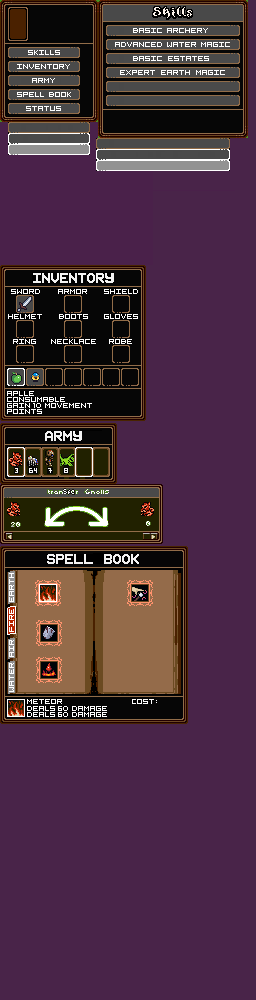 SKILLS
INVENTORY
ARMY
SPELL BOOK
STATUS
Skills
BASIC ARCHERY
ADVANCED WATER MAGIC
BASIC ESTATES
EXPERT EARTH MAGIC
INVENTORY
SWORD ARMOR SHIELD
HELMET BOOTS GLOVES
RING NECKLACE ROBE
APLLE
CONSUMABLE
GAIN 10 MOVEMENT
POINTS
ARMY
3 64 7 8
transfer Gnolls
20 0
SPELL BOOK
EARTH
FIRE
AIR
WATER
METEOR COST:
DEALS 60 DAMAGE
DEALS 60 DAMAGE